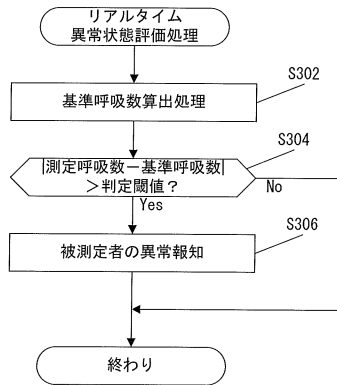 リアルタイム
異常状態評価処理
S302
基準呼吸数算出処理
S304
|測定呼吸数－基準呼吸数|
＞判定閾値？
No
Yes
S306
被測定者の異常報知
終わり